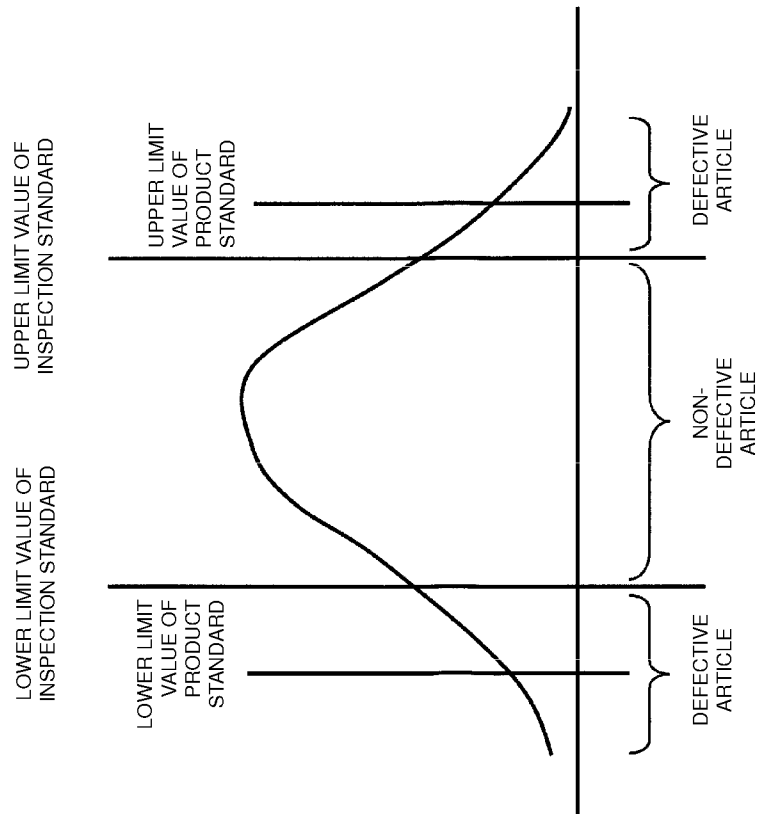 LOWER LIMIT VALUE OF
INSPECTION STANDARD
UPPER LIMIT VALUE OF
INSPECTION STANDARD
LOWER LIMIT
VALUE OF
PRODUCT
STANDARD
UPPER LIMIT
VALUE OF
PRODUCT
STANDARD
DEFECTIVE
ARTICLE
NON-
DEFECTIVE
ARTICLE
DEFECTIVE
ARTICLE